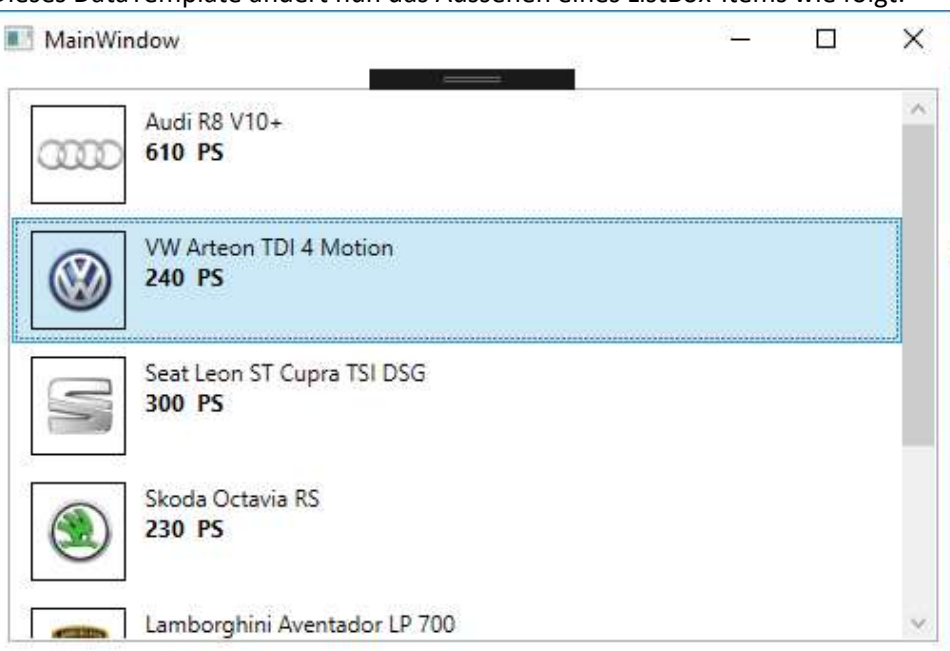 Dieses DataTemplate ändert nun das Aussehen eines ListBox-Items wie folgt:
MainWindow
Audi R8 V10+
610 PS
VW Arteon TDI 4 Motion
240 PS
Seat Leon ST Cupra TSI DSG
300 PS
Skoda Octavia RS
230 PS
Lamborghini Aventador LP 700